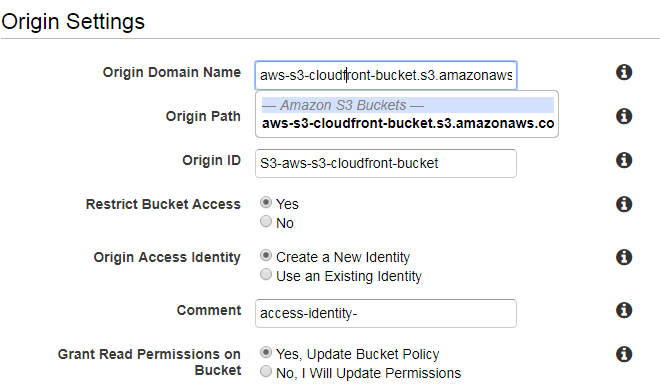 Origin Settings
Origin Domain Name aws-s3-cloudfront-bucket.s3.amazonaws
— Amazon S3 Buckets —
Origin Path aws-s3-cloudfront-bucket.s3.amazonaws.co
Origin ID S3-aws-s3-cloudfront-bucket
Restrict Bucket Access Yes
No
Origin Access Identity Create a New Identity
Use an Existing Identity
Comment access-identity-
Grant Read Permissions on Yes, Update Bucket Policy
Bucket No, I Will Update Permissions